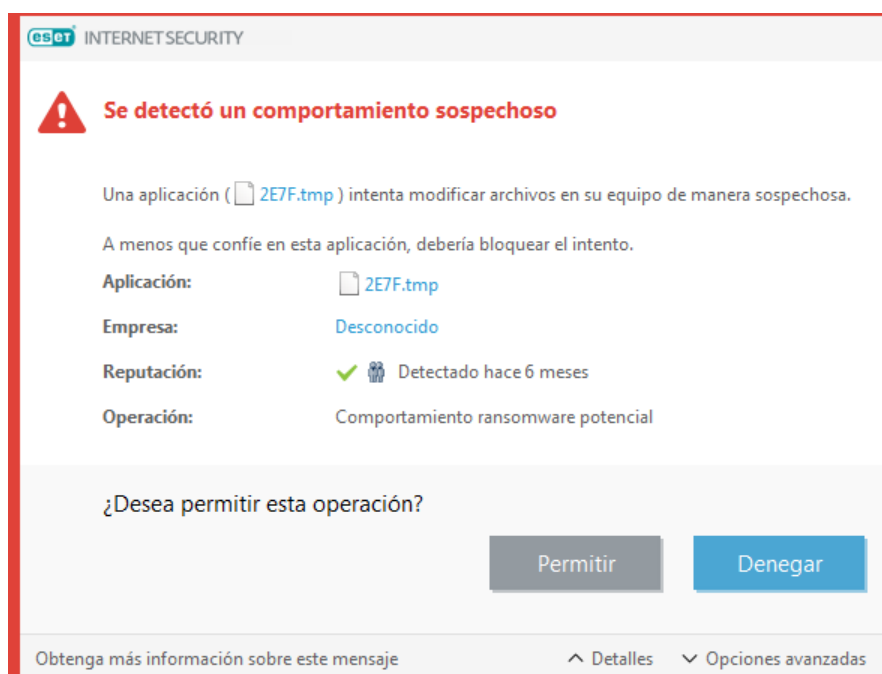 eset INTERNET SECURITY
Se detectó un comportamiento sospechoso
Una aplicación ( 2E7F.tmp ) intenta modificar archivos en su equipo de manera sospechosa.
A menos que confíe en esta aplicación, debería bloquear el intento.
Aplicación: 2E7F.tmp
Empresa: Desconocido
Reputación: Detectado hace 6 meses
Operación: Comportamiento ransomware potencial
¿Desea permitir esta operación?
Permitir Denegar
Obtenga más información sobre este mensaje Detalles Opciones avanzadas